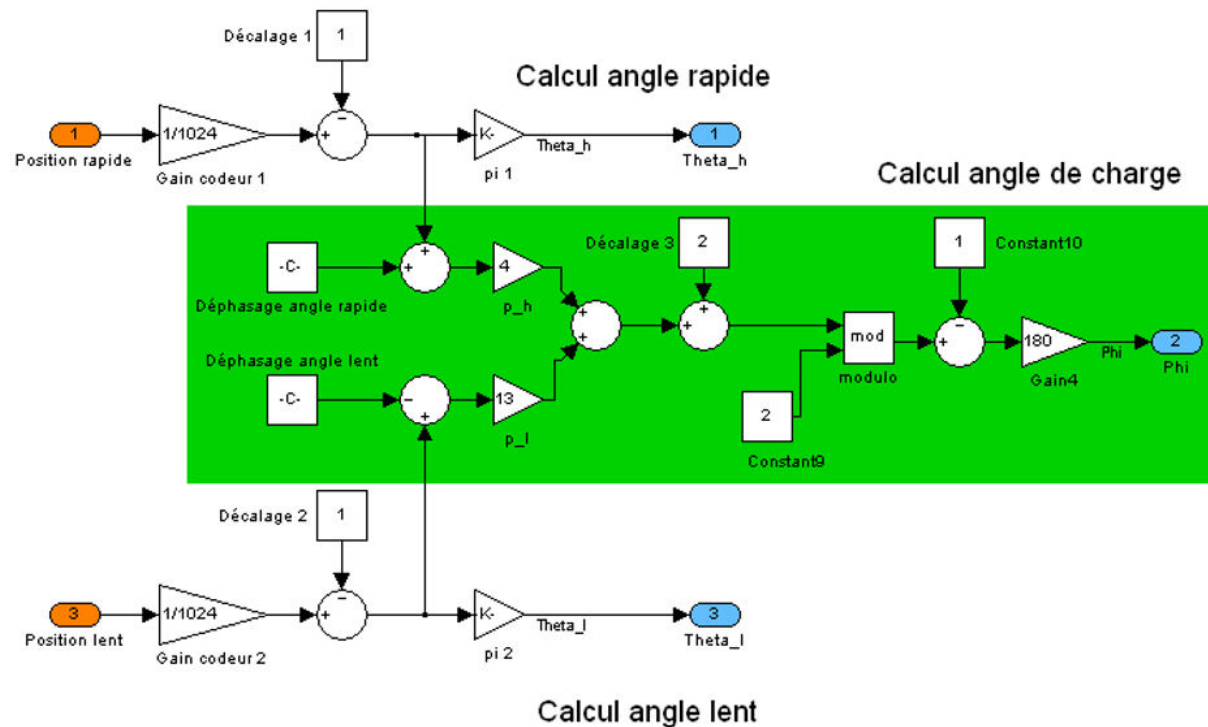 Décalage 1
1
Calcul angle rapide
1
1/1024
+
−
K-
Theta_h
1
Position rapide
Gain codeur 1
pi 1
Theta_h
Calcul angle de charge
Décalage 3
2
1
Constant10
-C-
+
+
4
Déphasage angle rapide
p_h
+
+
+
+
mod
−
+
180
Phi
2
Déphasage angle lent
modulo
Gain4
Phi
-C-
−
+
13
2
p_l
Constant9
Décalage 2
1
3
1/1024
+
−
K-
Theta_l
3
Position lent
Gain codeur 2
pi 2
Theta_l
Calcul angle lent